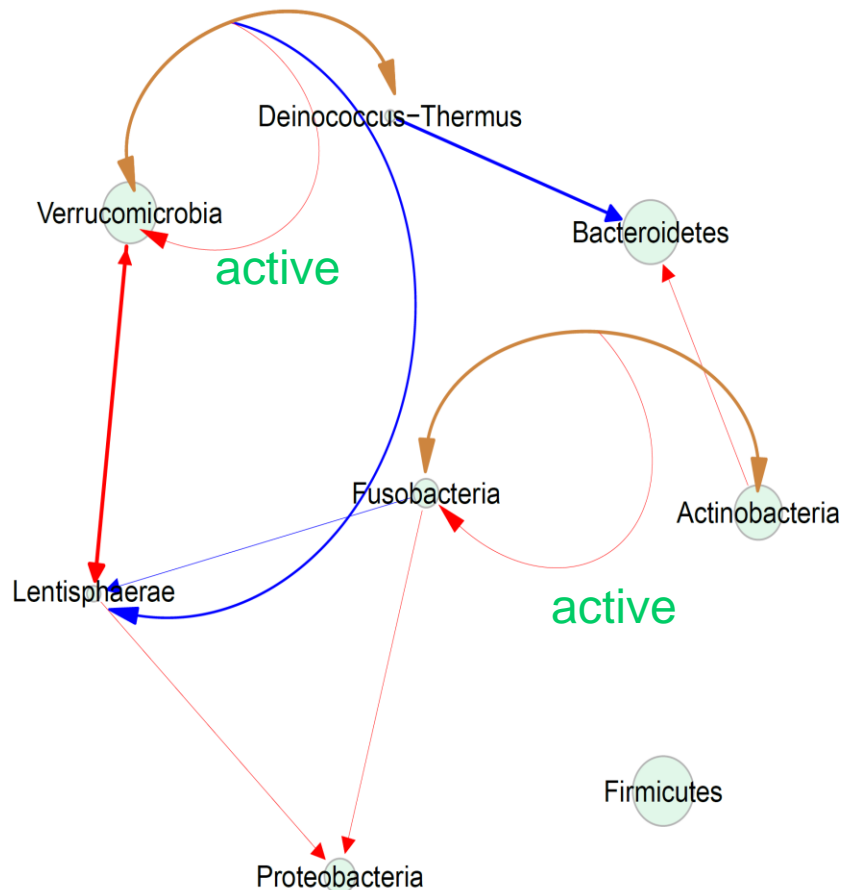 Deinococcus−Thermus
Verrucomicrobia
Bacteroidetes
active
Fusobacteria
Actinobacteria
Lentisphaerae
active
Firmicutes
Proteobacteria